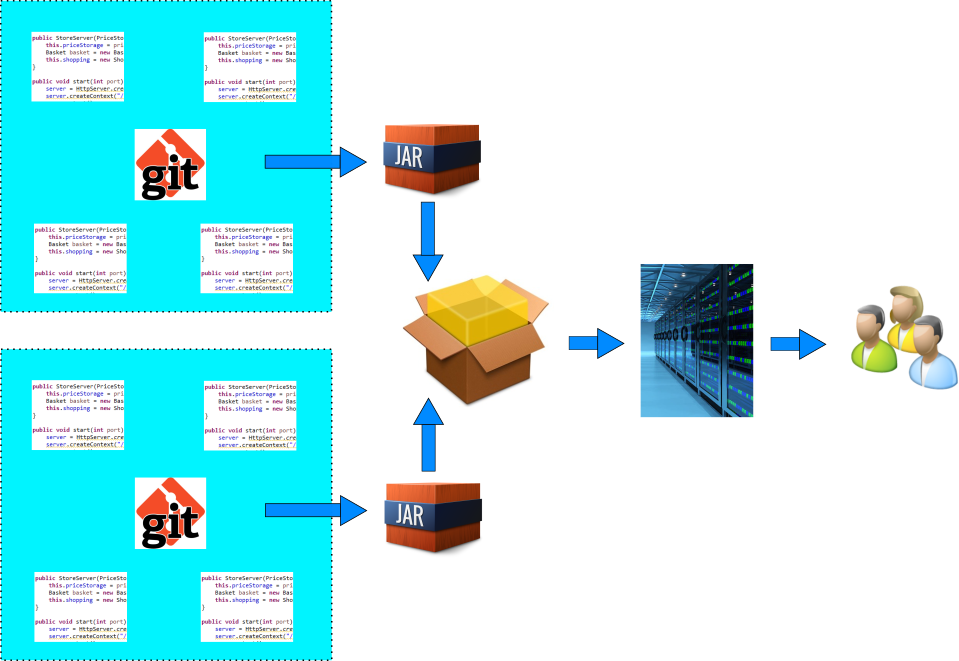 public StoreServer(PriceSto
this.priceStorage = pri
Basket basket = new Bas
this.shopping = new Sho
}
public void start(int port)
server = HttpServer.cre
server.createContext("/
public StoreServer(PriceSto
this.priceStorage = pri
Basket basket = new Bas
this.shopping = new Sho
}
public void start(int port)
server = HttpServer.cre
server.createContext("/
git
JAR
public StoreServer(PriceSto
this.priceStorage = pri
Basket basket = new Bas
this.shopping = new Sho
}
public void start(int port)
server = HttpServer.cre
server.createContext("/
public StoreServer(PriceSto
this.priceStorage = pri
Basket basket = new Bas
this.shopping = new Sho
}
public void start(int port)
server = HttpServer.cre
server.createContext("/
public StoreServer(PriceSto
this.priceStorage = pri
Basket basket = new Bas
this.shopping = new Sho
}
public void start(int port)
server = HttpServer.cre
server.createContext("/
public StoreServer(PriceSto
this.priceStorage = pri
Basket basket = new Bas
this.shopping = new Sho
}
public void start(int port)
server = HttpServer.cre
server.createContext("/
git
JAR
public StoreServer(PriceSto
this.priceStorage = pri
Basket basket = new Bas
this.shopping = new Sho
}
public void start(int port)
server = HttpServer.cre
server.createContext("/
public StoreServer(PriceSto
this.priceStorage = pri
Basket basket = new Bas
this.shopping = new Sho
}
public void start(int port)
server = HttpServer.cre
server.createContext("/